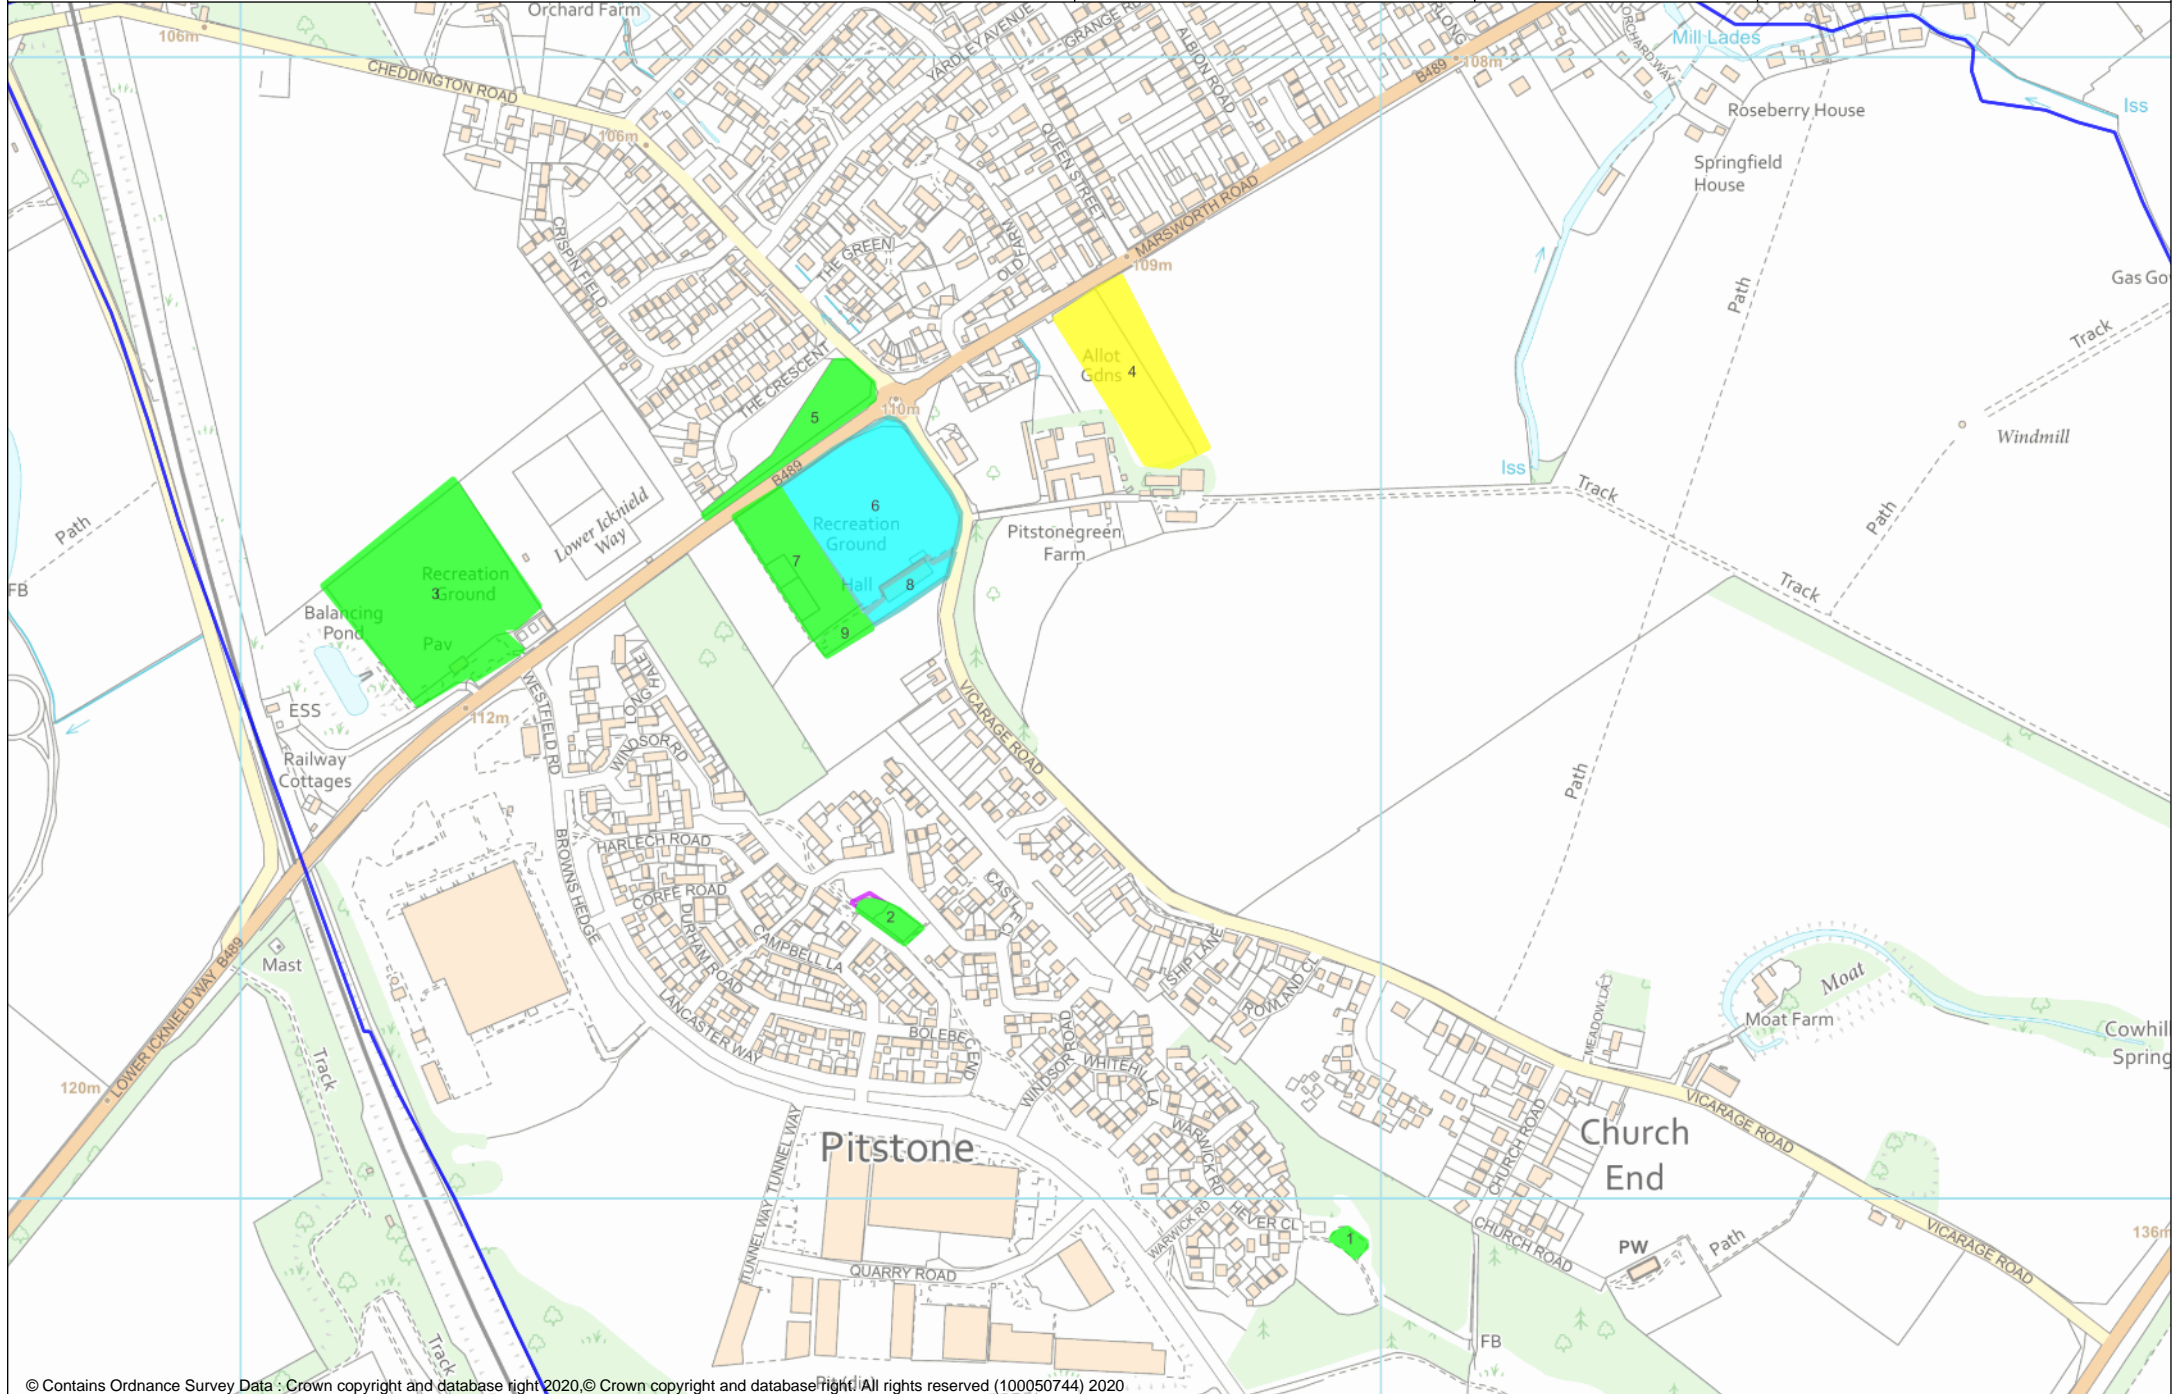 Orchard Farm
106m
CHEDDINGTON ROAD
106m
YARDLEY AVENUE
ALBION ROAD
QUEEN STREET
B489
108m
ORCHARD WAY
Mill Lades
Roseberry House
Iss
Springfield
House
MARSWORTH ROAD
109m
CRISPIN FIELD
THE GREEN
Path
Gas Go
Track
THE CRESCENT
110m
Allot
Gdns
4
5
Windmill
B489
6
Iss
Track
Lower Icknield
Way
Path
Recreation
Ground
Pitstonegreen
Farm
Path
FB
Recreation
Ground
3
7
Hall
8
Track
Balancing
Pond
Pav
9
WESTFIELD RD
LONG HALE
ESS
112m
VICARAGE ROAD
WINDSOR RD
Railway
Cottages
Path
BROWNS HEDGE
HARLECH ROAD
CORFE ROAD
DURHAM ROAD
CASTLE CL
2
CAMPBELL LA
Mast
LOWER ICKNIELD WAY B489
SHIP LANE
ROWLAND CL
Moat
LANCASTER WAY
BOLEBEC END
MEADOW LA
Moat Farm
Cowhill
Spring
Track
120m
WINDSOR ROAD
WHITEHILL LA
VICARAGE ROAD
Pitstone
WARWICK RD
CHURCH ROAD
Church
End
TUNNEL WAY TUNNEL WAY
HEVER CL
1
WARWICK RD
CHURCH ROAD
PW
Path
VICARAGE ROAD
136m
QUARRY ROAD
Track
FB
© Contains Ordnance Survey Data : Crown copyright and database right 2020,© Crown copyright and database right. All rights reserved (100050744) 2020